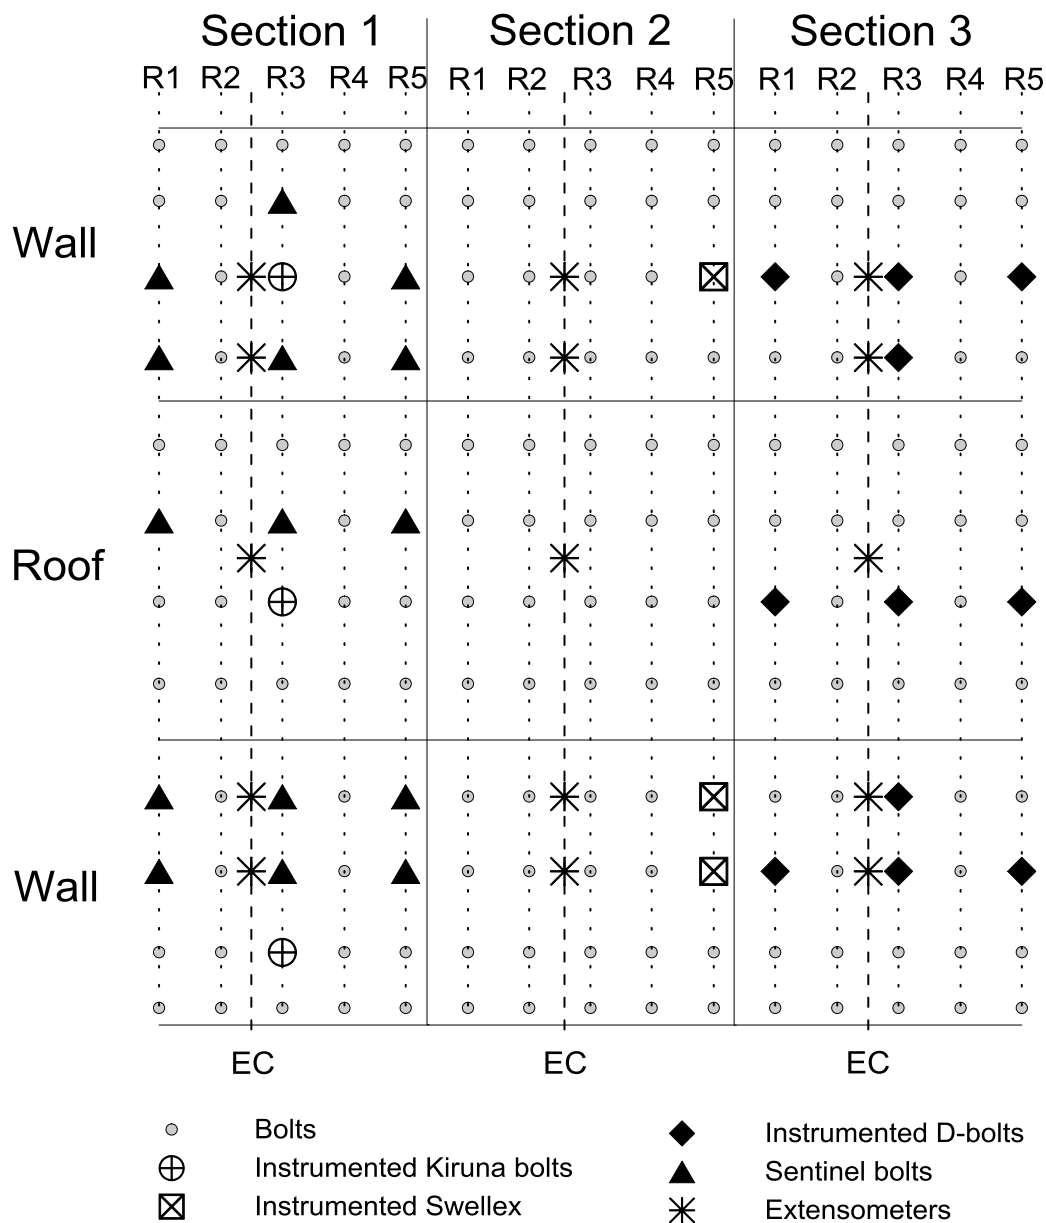 Section 1 Section 2 Section 3
R1 R2 R3 R4 R5 R1 R2 R3 R4 R5 R1 R2 R3 R4 R5
Wall
Roof
Wall
EC EC EC
Bolts
Instrumented Kiruna bolts
Instrumented Swellex
Instrumented D-bolts
Sentinel bolts
Extensometers